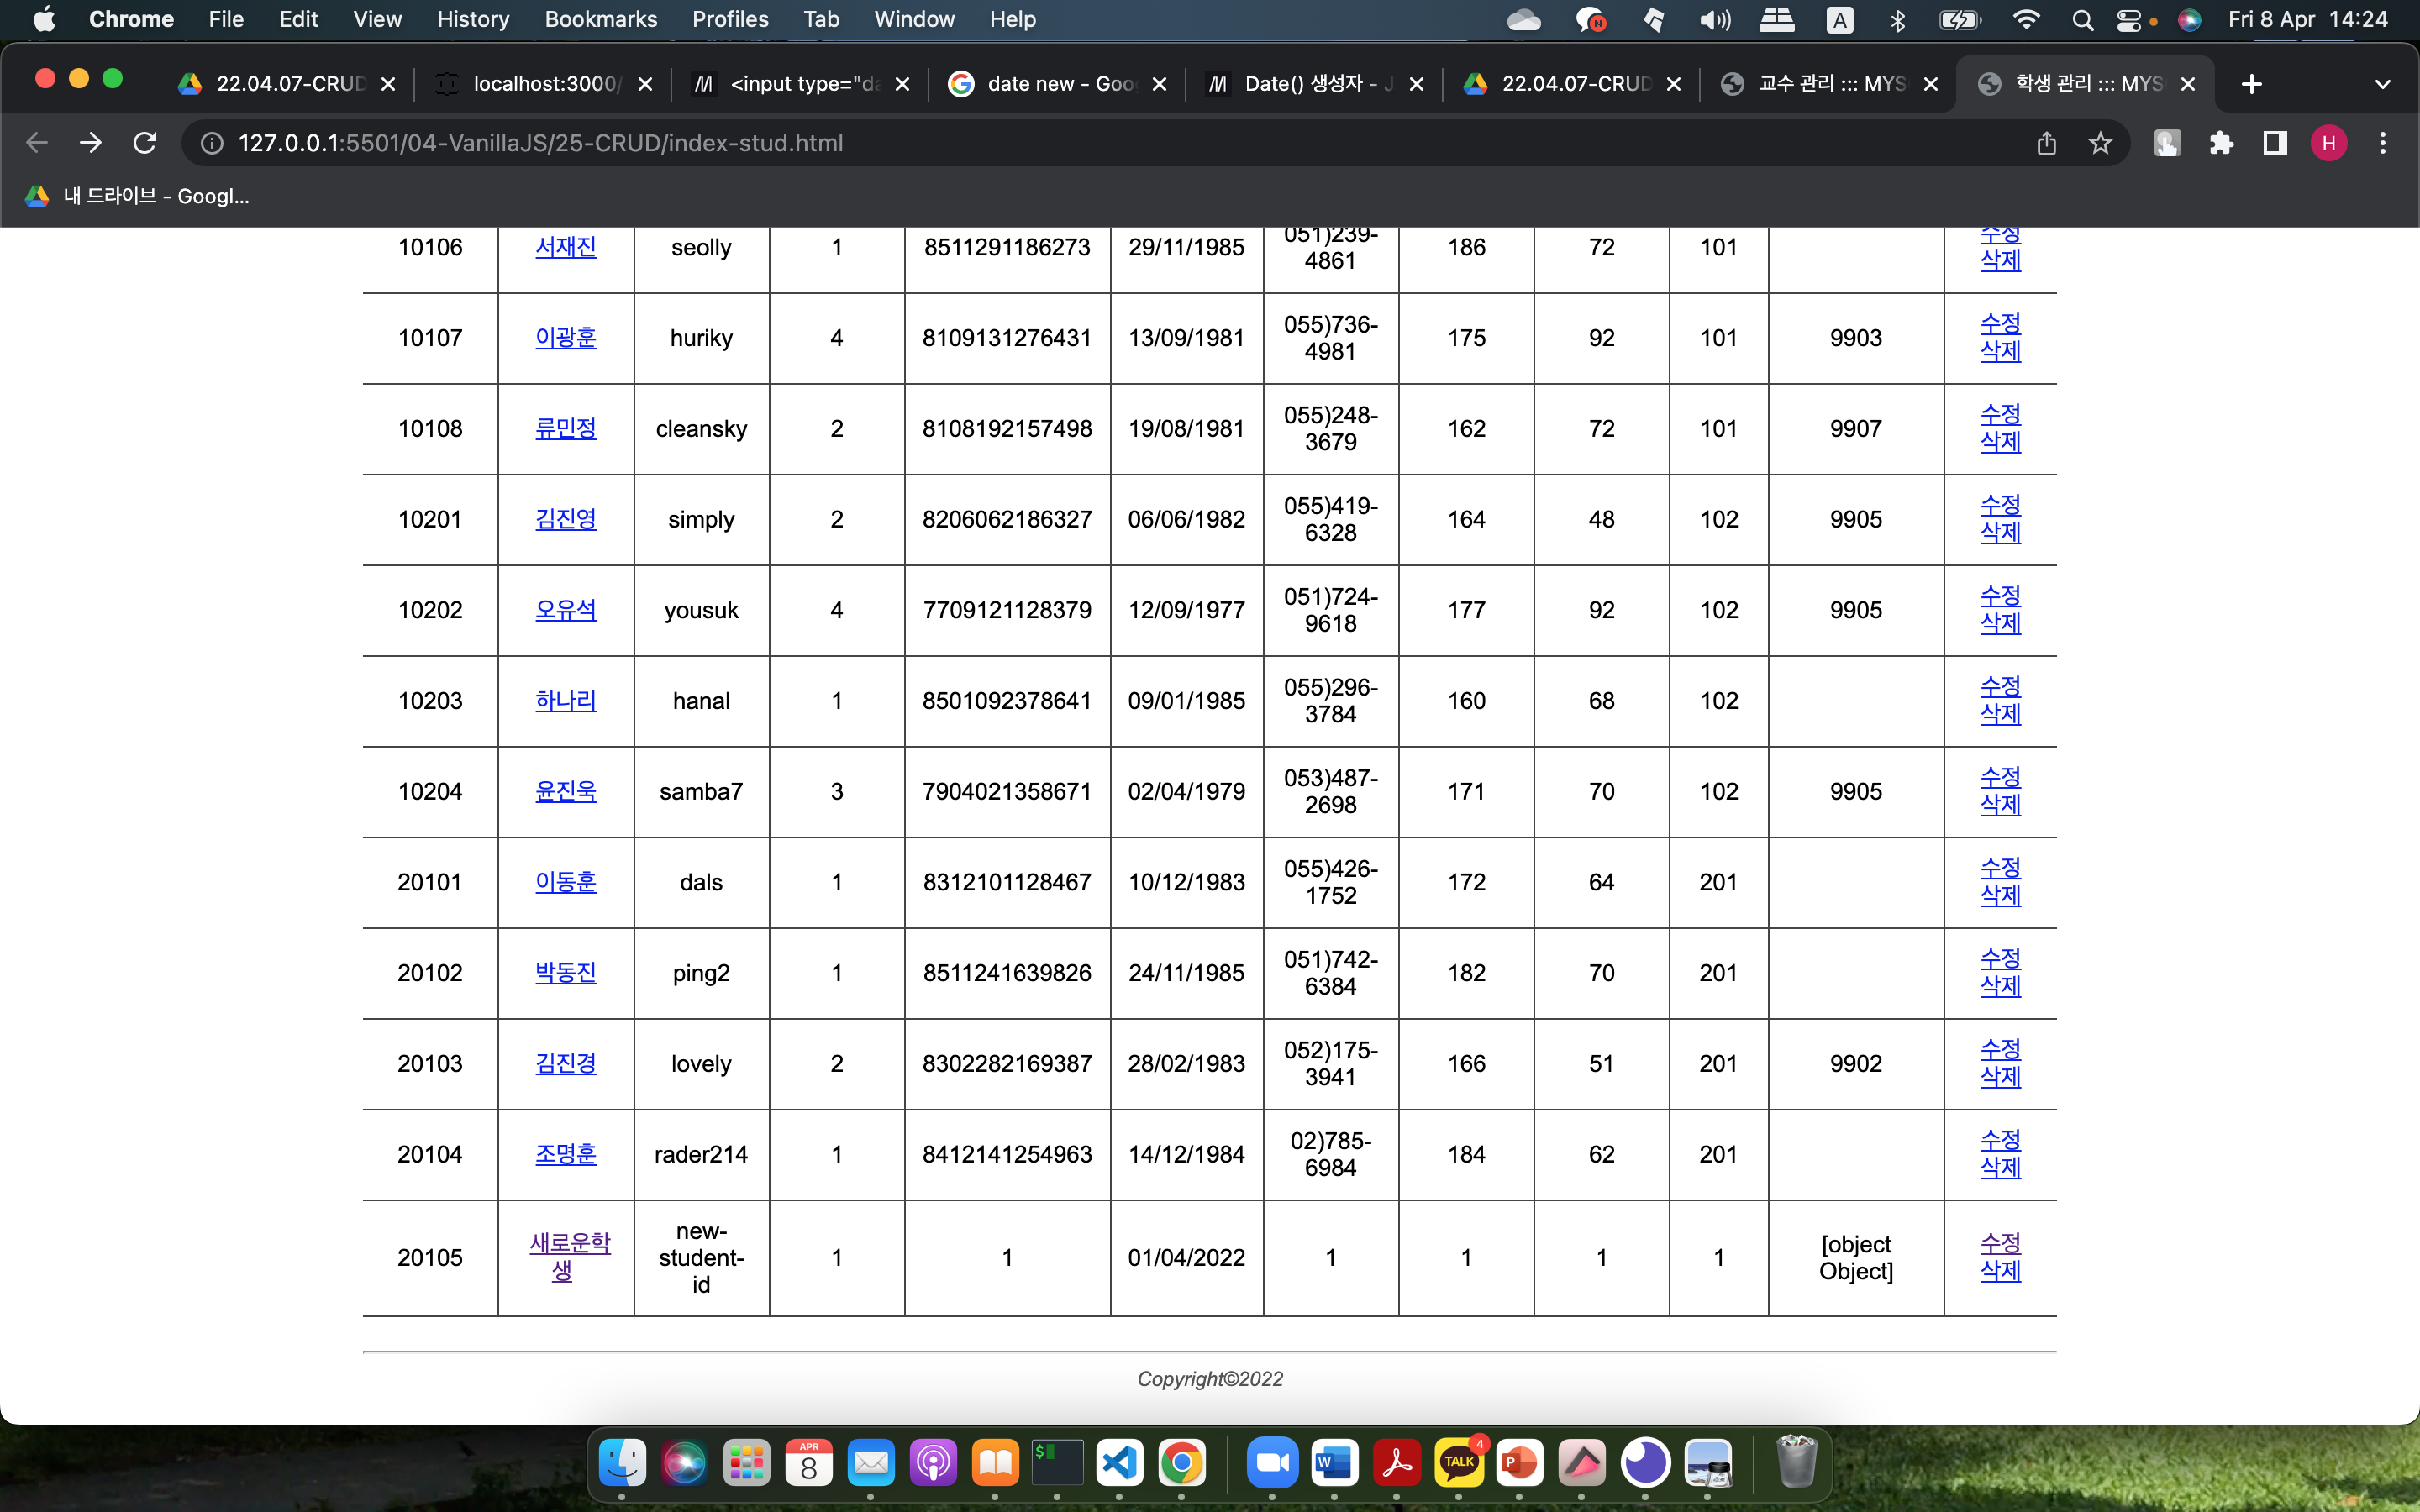 Chrome File Edit View History Bookmarks Profiles Tab Window Help A Fri 8 Apr 14:24
22.04.07-CRUD localhost:3000/ <input type="da date new - Goo Date() 생성자 - J 22.04.07-CRUD 교수 관리 ::: MYS 학생 관리 ::: MYS
127.0.0.1:5501/04-VanillaJS/25-CRUD/index-stud.html H
내 드라이브 - Googl...
10106 서재진 seolly 1 8511291186273 29/11/1985 051)239-4861 186 72 101 수정 삭제
10107 이광훈 huriky 4 8109131276431 13/09/1981 055)736-4981 175 92 101 9903 수정 삭제
10108 류민정 cleansky 2 8108192157498 19/08/1981 055)248-3679 162 72 101 9907 수정 삭제
10201 김진영 simply 2 8206062186327 06/06/1982 055)419-6328 164 48 102 9905 수정 삭제
10202 오유석 yousuk 4 7709121128379 12/09/1977 051)724-9618 177 92 102 9905 수정 삭제
10203 하나리 hanal 1 8501092378641 09/01/1985 055)296-3784 160 68 102 수정 삭제
10204 윤진욱 samba7 3 7904021358671 02/04/1979 053)487-2698 171 70 102 9905 수정 삭제
20101 이동훈 dals 1 8312101128467 10/12/1983 055)426-1752 172 64 201 수정 삭제
20102 박동진 ping2 1 8511241639826 24/11/1985 051)742-6384 182 70 201 수정 삭제
20103 김진경 lovely 2 8302282169387 28/02/1983 052)175-3941 166 51 201 9902 수정 삭제
20104 조명훈 rader214 1 8412141254963 14/12/1984 02)785-6984 184 62 201 수정 삭제
20105 새로운학생 new-student-id 1 1 01/04/2022 1 1 1 1 [object Object] 수정 삭제
Copyright©2022
APR 8 $ W TALK 4 P